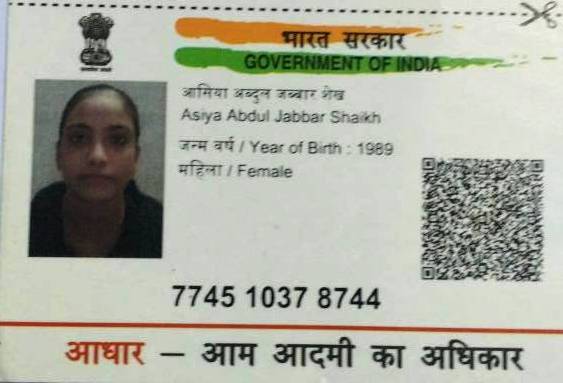 भारत सरकार
GOVERNMENT OF INDIA
आसिया अब्दुल जब्बार शेख
Asiya Abdul Jabbar Shaikh
जन्म वर्ष / Year of Birth : 1989
महिला / Female
7745 1037 8744
आधार – आम आदमी का अधिकार